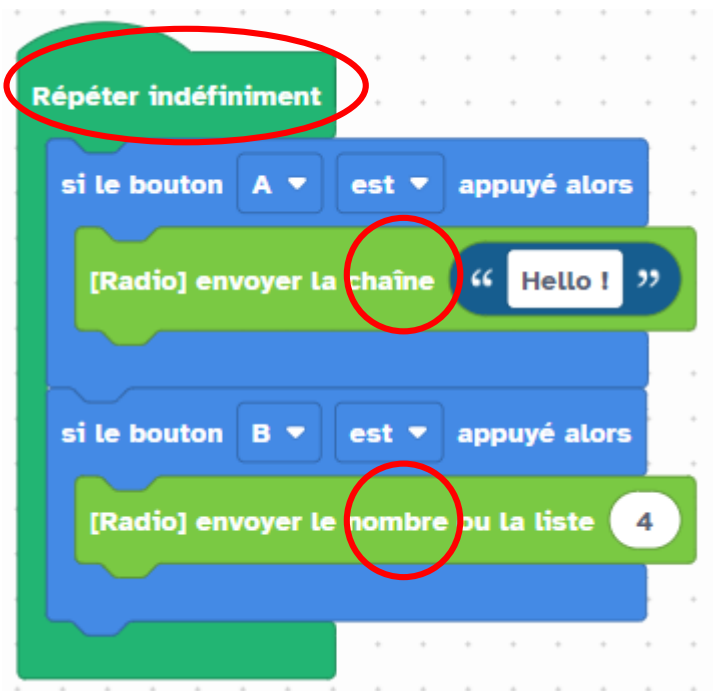 Répéter indéfiniment
si le bouton A est appuyé alors
[Radio] envoyer la chaîne “ Hello ! ”
si le bouton B est appuyé alors
[Radio] envoyer le nombre ou la liste 4